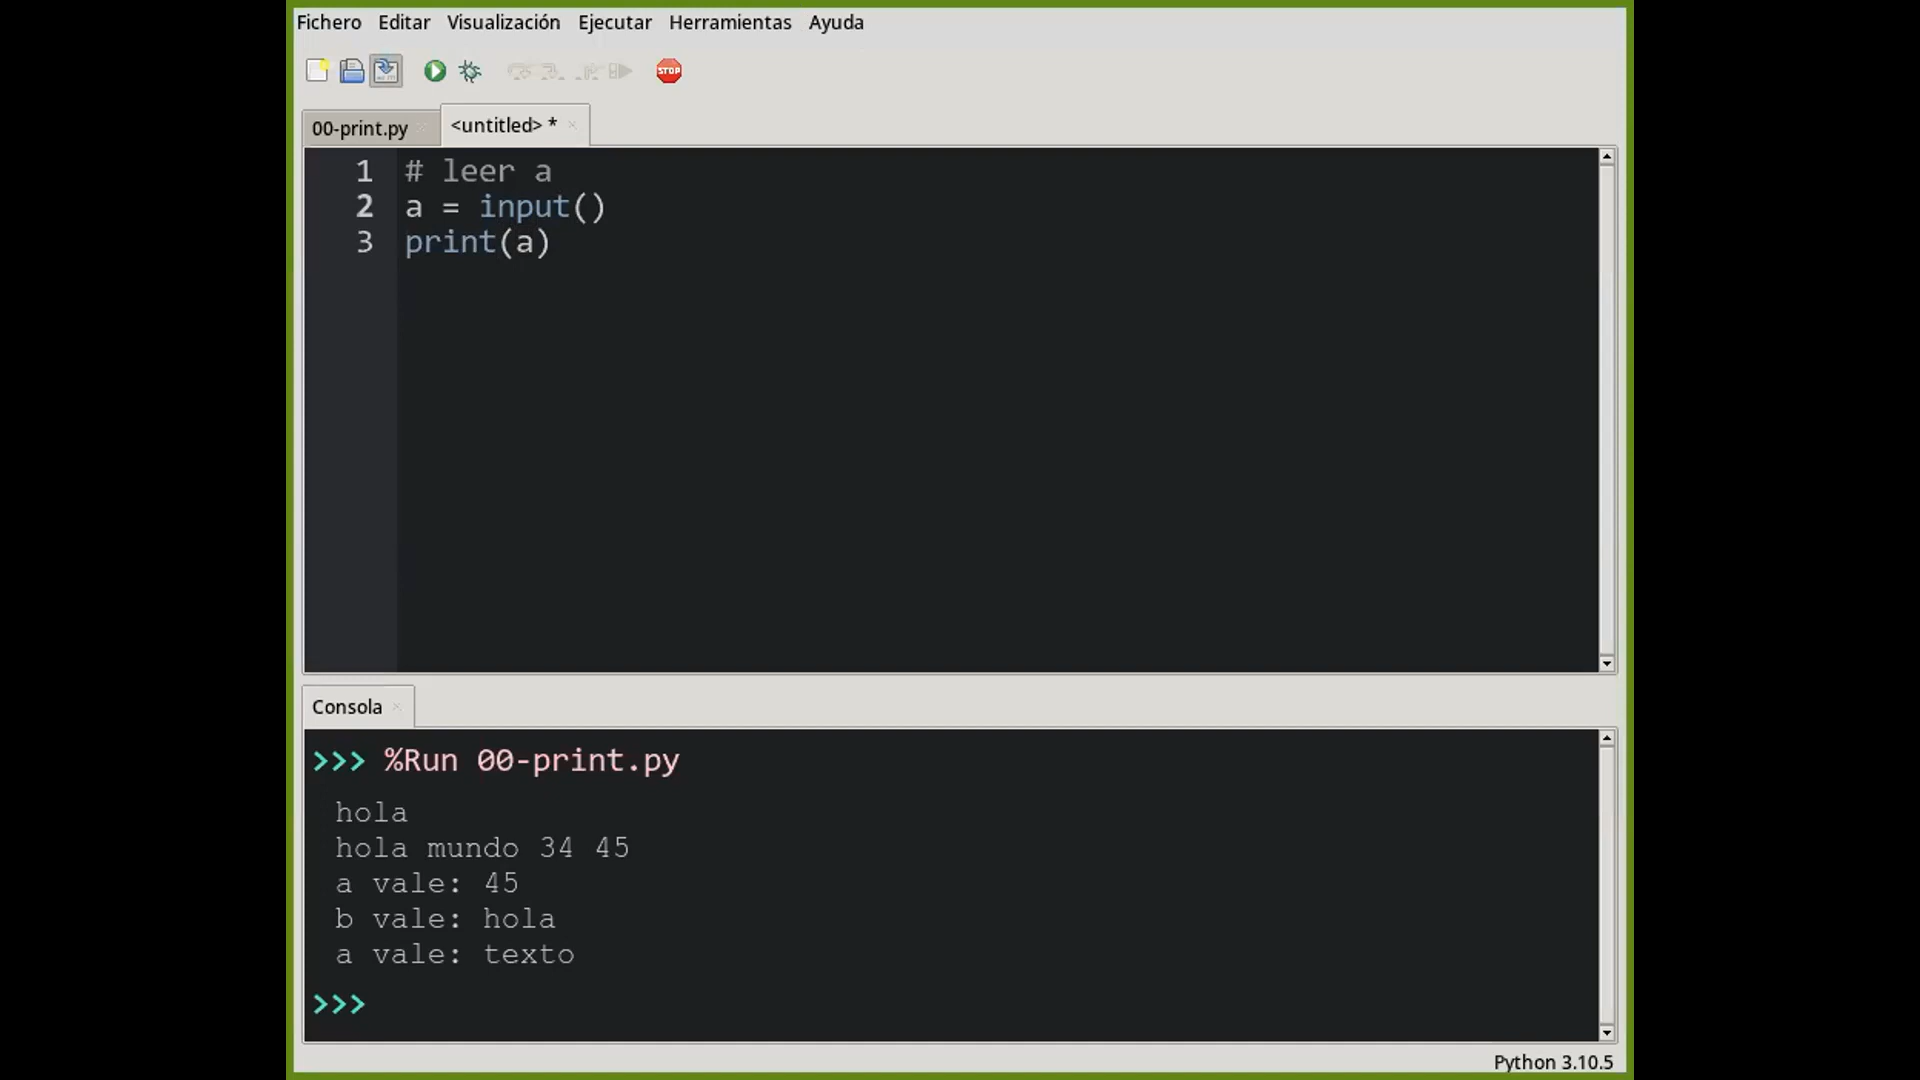 Fichero Editar Visualización Ejecutar Herramientas Ayuda
STOP
00-print.py <untitled> *
1 # leer a
2 a = input()
3 print(a)
Consola
>>> %Run 00-print.py
hola
hola mundo 34 45
a vale: 45
b vale: hola
a vale: texto
>>>
Python 3.10.5